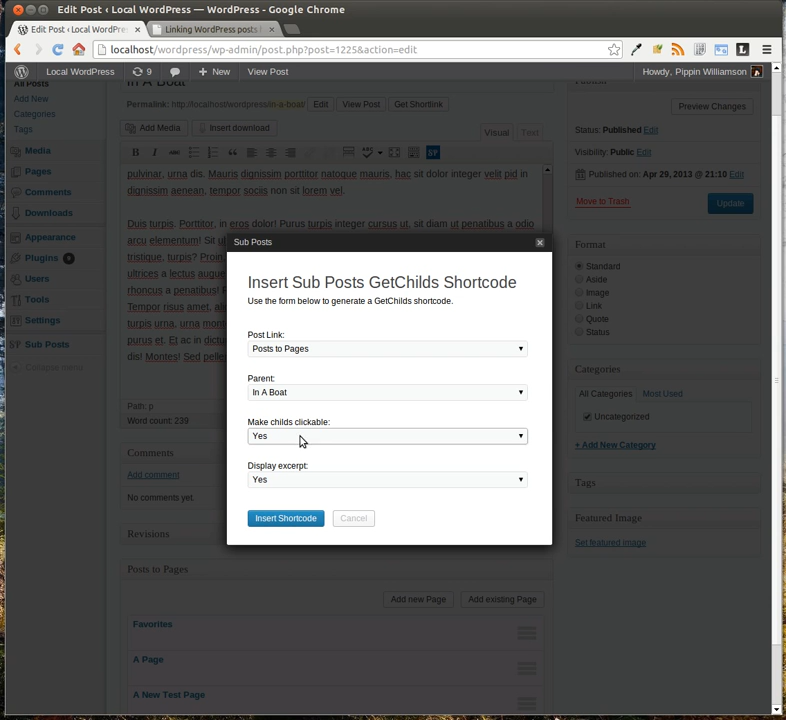 Edit Post ‹ Local WordPress — WordPress - Google Chrome
Edit Post ‹ Local WordPress
Linking WordPress posts
localhost/wordpress/wp-admin/post.php?post=1225&action=edit
Local WordPress 9 New View Post Howdy, Pippin Williamson
All Posts
Add New
Categories
Tags
Media
Pages
Comments
Downloads
Appearance
Plugins
Users
Tools
Settings
Sub Posts
Collapse menu
In A Boat
Permalink: http://localhost/wordpress/in-a-boat/ Edit View Post Get Shortlink
Add Media Insert download Visual Text
B I
ABC
SP
pulvinar, urna dis. Mauris dignissim porttitor natoque mauris, hac sit dolor integer velit pid in
dignissim aenean, tempor sociis non sit lorem vel.
Duis turpis. Porttitor, in eros dolor! Purus turpis integer cursus ut, sit diam ut penatibus a odio
arcu elementum! Sit
tristique, turpis? Proin
ultrices a lectus augue
rhoncus a penatibus!
Tempor risus amet,
turpis urna, urna
purus et. Et ac in
dis! Montes! Sed
Path: p
Word count: 239
Comments
Add comment
No comments yet.
Revisions
Posts to Pages
Add new Page Add existing Page
Favorites
A Page
A New Test Page
Sub Posts
Insert Sub Posts GetChilds Shortcode
Use the form below to generate a GetChilds shortcode.
Post Link:
Posts to Pages
Parent:
In A Boat
Make childs clickable:
Yes
Display excerpt:
Yes
Insert Shortcode Cancel
Publish
Preview Changes
Status: Published Edit
Visibility: Public Edit
Published on: Apr 29, 2013 @ 21:10 Edit
Move to Trash Update
Format
Standard
Aside
Image
Link
Quote
Status
Categories
All Categories Most Used
Uncategorized
+ Add New Category
Tags
Featured Image
Set featured image